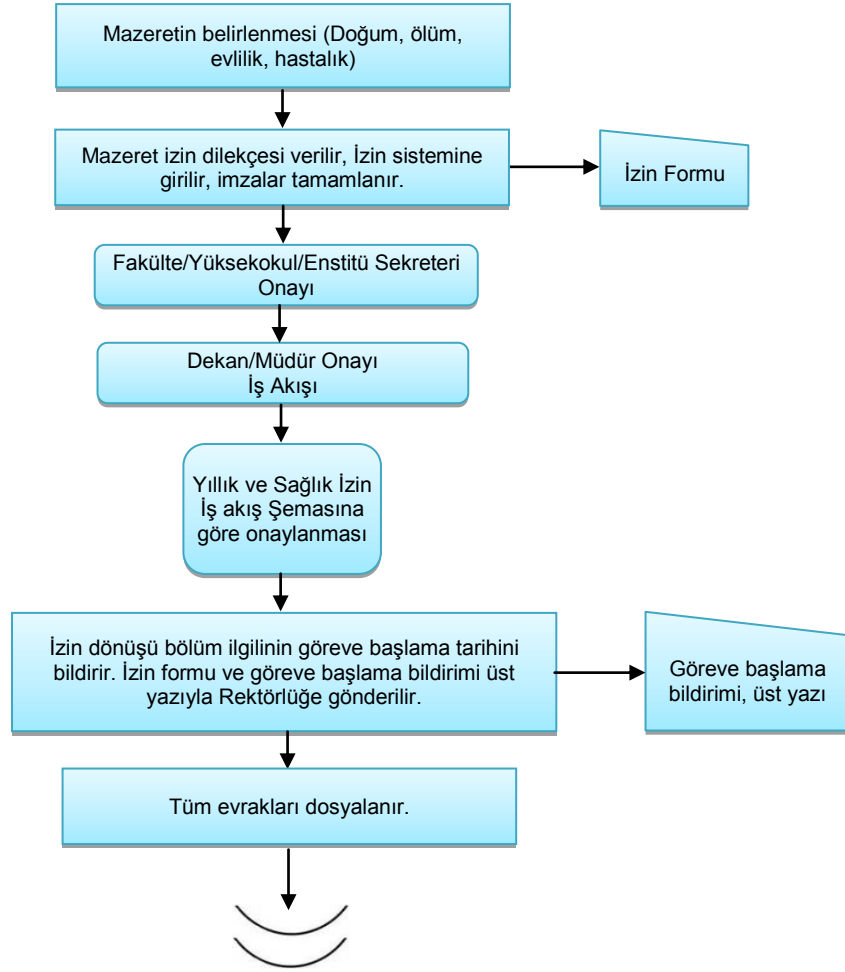 Mazeretin belirlenmesi (Doğum, ölüm,
evlilik, hastalık)
Mazeret izin dilekçesi verilir, İzin sistemine
girilir, imzalar tamamlanır.
İzin Formu
Fakülte/Yüksekokul/Enstitü Sekreteri
Onayı
Dekan/Müdür Onayı
İş Akışı
Yıllık ve Sağlık İzin
İş akış Şemasına
göre onaylanması
İzin dönüşü bölüm ilgilinin göreve başlama tarihini
bildirir. İzin formu ve göreve başlama bildirimi üst
yazıyla Rektörlüğe gönderilir.
Göreve başlama
bildirimi, üst yazı
Tüm evrakları dosyalanır.